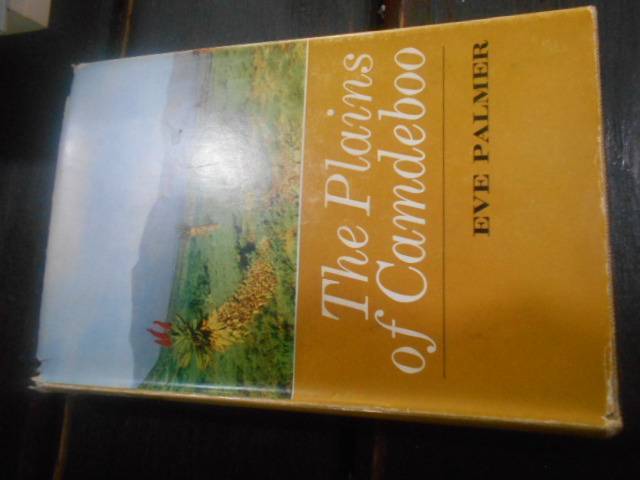 The Plains
of Camdeboo
EVE PALMER